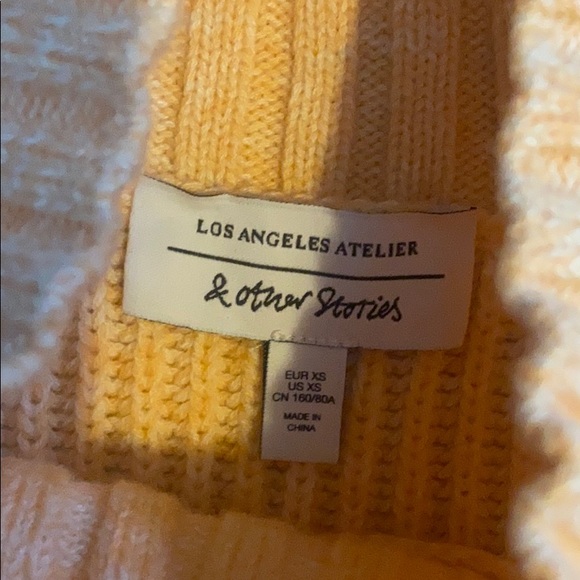 LOS ANGELES ATELIER
& other Stories
EUR XS
US XS
CN 160/80A
MADE IN
CHINA